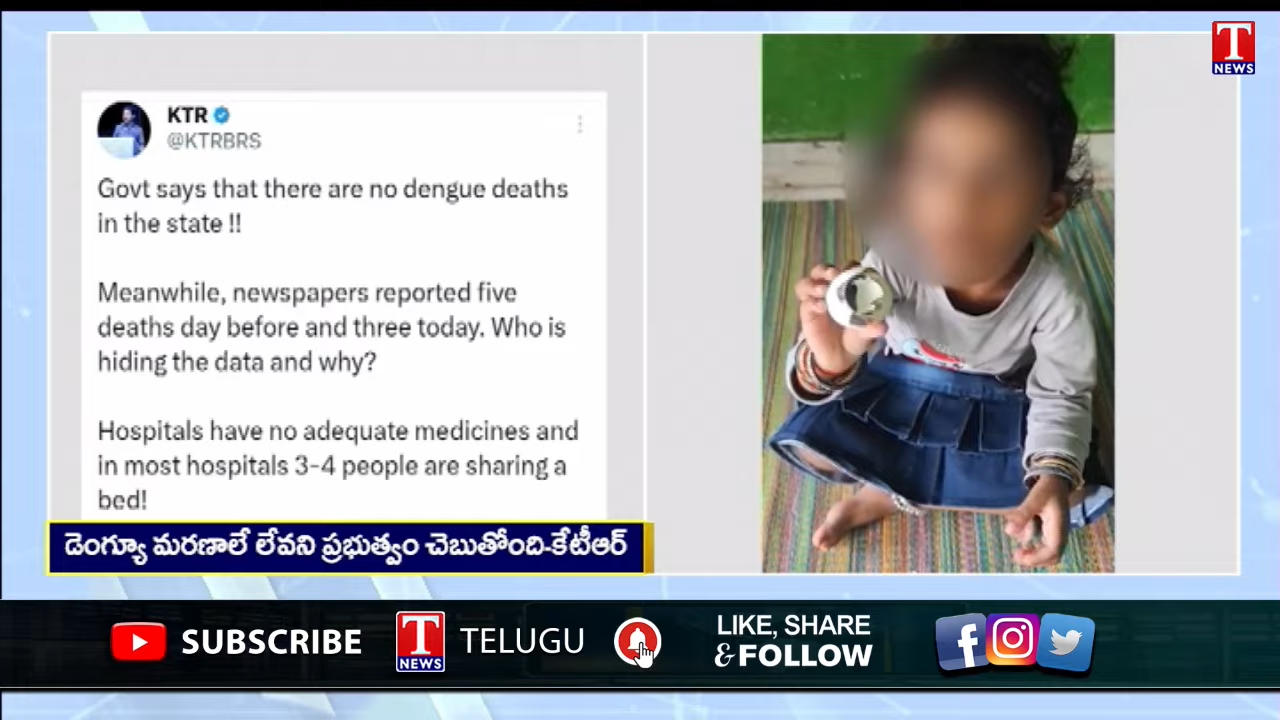 T
NEWS
KTR
@KTRBRS
Govt says that there are no dengue deaths
in the state !!
Meanwhile, newspapers reported five
deaths day before and three today. Who is
hiding the data and why?
Hospitals have no adequate medicines and
in most hospitals 3-4 people are sharing a
bed!
డెంగ్యూ మరణాలే లేవని ప్రభుత్వం చెబుతోంది-కేటీఆర్
SUBSCRIBE
T
NEWS
TELUGU
LIKE, SHARE
& FOLLOW